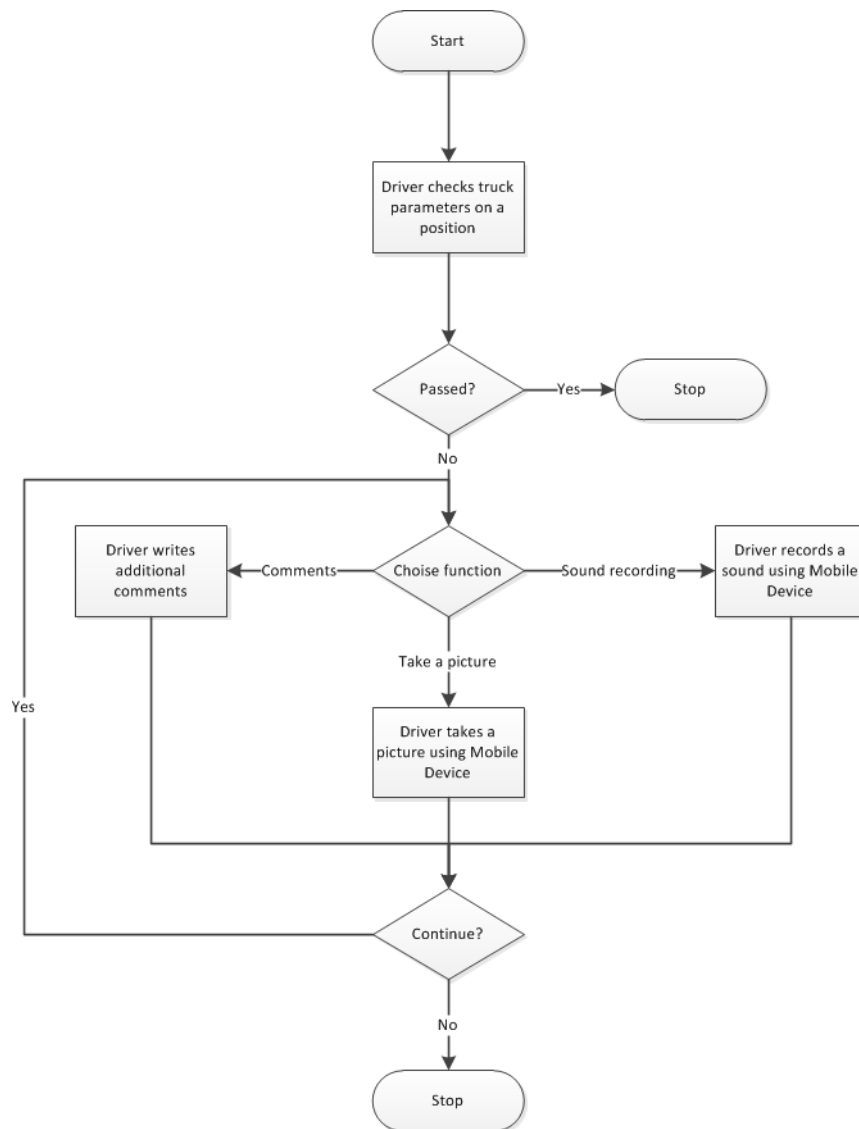 Start
Driver checks truck
parameters on a
position
Passed?
Yes
Stop
No
Driver writes
additional
comments
Comments
Choise function
Sound recording
Driver records a
sound using Mobile
Device
Take a picture
Yes
Driver takes a
picture using Mobile
Device
Continue?
No
Stop